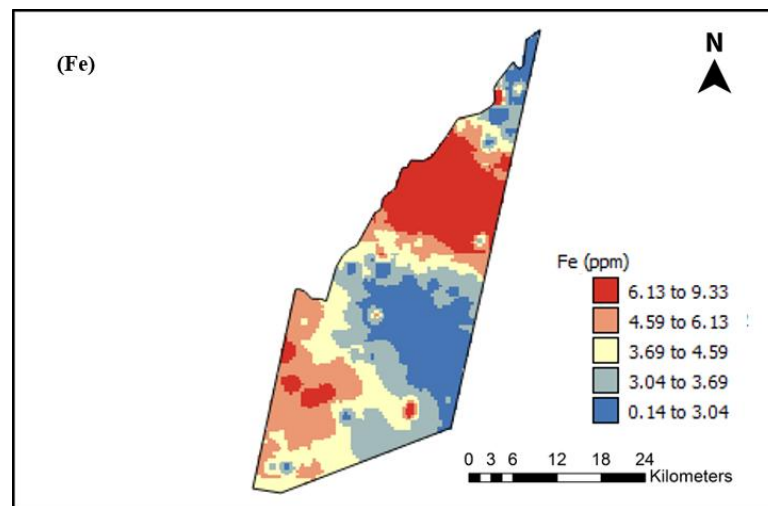 (Fe)
N
Fe (ppm)
6.13 to 9.33
4.59 to 6.13
3.69 to 4.59
3.04 to 3.69
0.14 to 3.04
0 3 6 12 18 24
Kilometers